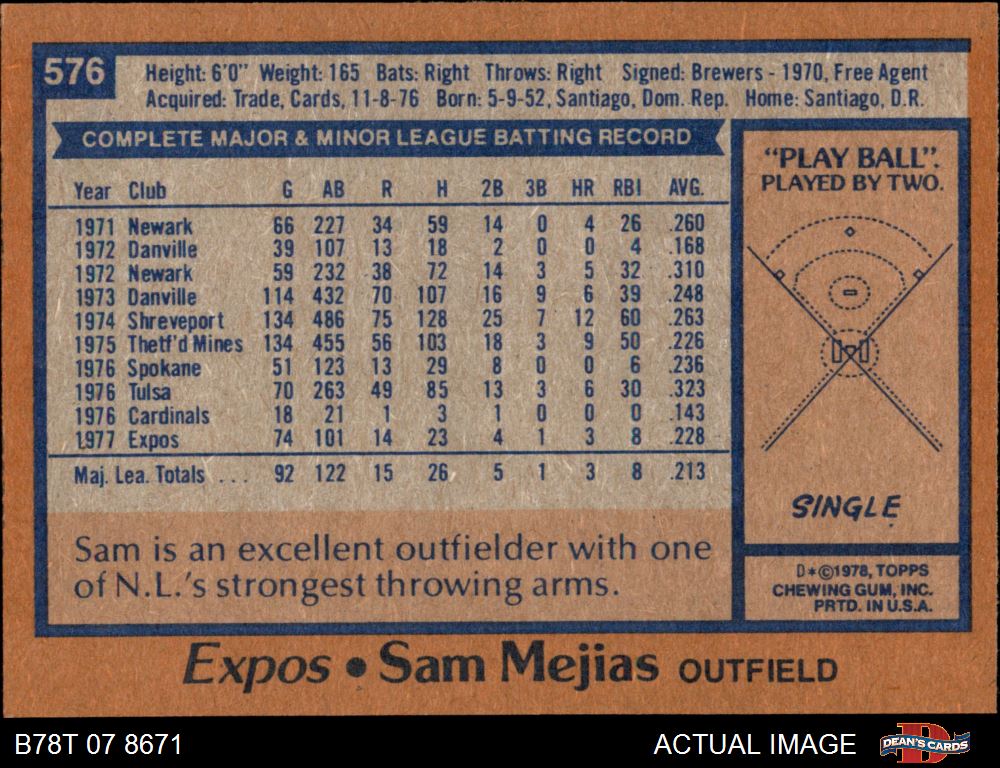 576
Height: 6'0" Weight: 165 Bats: Right Throws: Right Signed: Brewers - 1970, Free Agent
Acquired: Trade, Cards, 11-8-76 Born: 5-9-52, Santiago, Dom. Rep. Home: Santiago, D.R.
COMPLETE MAJOR & MINOR LEAGUE BATTING RECORD
Year Club G AB R H 2B 3B HR RBI AVG.
1971 Newark 66 227 34 59 14 0 4 26 .260
1972 Danville 39 107 13 18 2 0 0 4 .168
1972 Newark 59 232 38 72 14 3 5 32 .310
1973 Danville 114 432 70 107 16 9 6 39 .248
1974 Shreveport 134 486 75 128 25 7 12 60 .263
1975 Thetf'd Mines 134 455 56 103 18 3 9 50 .226
1976 Spokane 51 123 13 29 8 0 0 6 .236
1976 Tulsa 70 263 49 85 13 3 6 30 .323
1976 Cardinals 18 21 1 3 1 0 0 0 .143
1977 Expos 74 101 14 23 4 1 3 8 .228
Maj. Lea. Totals ... 92 122 15 26 5 1 3 8 .213
Sam is an excellent outfielder with one
of N.L.'s strongest throwing arms.
"PLAY BALL".
PLAYED BY TWO.
SINGLE
D*©1978, TOPPS
CHEWING GUM, INC.
PRTD. IN U.S.A.
Expos • Sam Mejias OUTFIELD
B78T 07 8671
ACTUAL IMAGE
DEAN'S CARDS